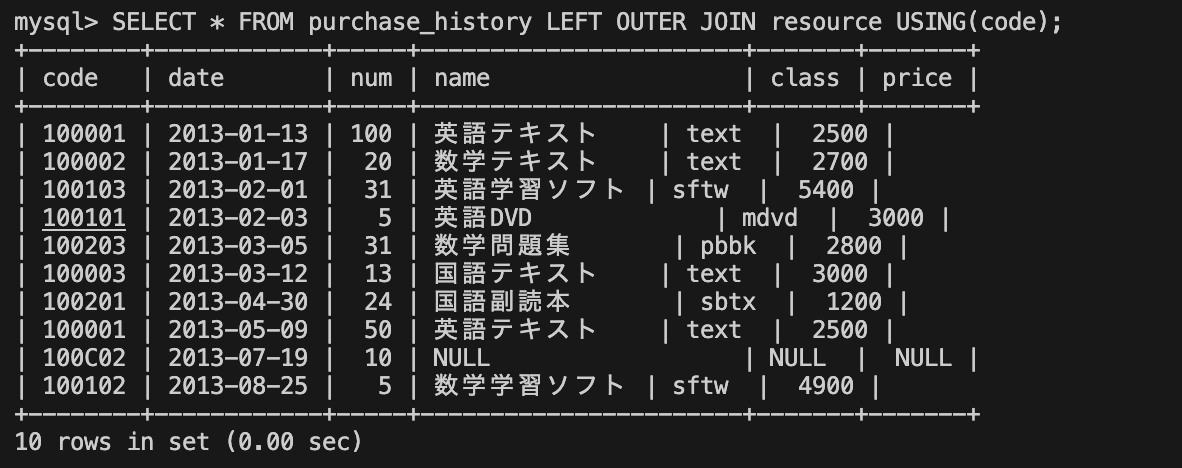 mysql> SELECT * FROM purchase_history LEFT OUTER JOIN resource USING(code);
+--------+------------+-----+-----------------------+-------+-------+
| code   | date       | num | name                  | class | price |
+--------+------------+-----+-----------------------+-------+-------+
| 100001 | 2013-01-13 | 100 | 英語テキスト     | text  |  2500 |
| 100002 | 2013-01-17 |  20 | 数学テキスト     | text  |  2700 |
| 100103 | 2013-02-01 |  31 | 英語学習ソフト | sftw  |  5400 |
| 100101 | 2013-02-03 |   5 | 英語DVD             | mdvd  |  3000 |
| 100203 | 2013-03-05 |  31 | 数学問題集       | pbbk  |  2800 |
| 100003 | 2013-03-12 |  13 | 国語テキスト     | text  |  3000 |
| 100201 | 2013-04-30 |  24 | 国語副読本       | sbtx  |  1200 |
| 100001 | 2013-05-09 |  50 | 英語テキスト     | text  |  2500 |
| 100C02 | 2013-07-19 |  10 | NULL                  | NULL  |  NULL |
| 100102 | 2013-08-25 |   5 | 数学学習ソフト | sftw  |  4900 |
+--------+------------+-----+-----------------------+-------+-------+
10 rows in set (0.00 sec)